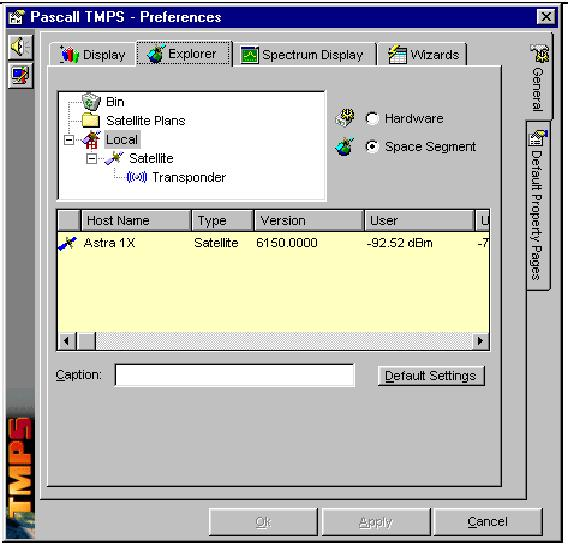 Pascall TMPS - Preferences
Display
Explorer
Spectrum Display
Wizards
General
Default Property Pages
Bin
Satellite Plans
Local
Satellite
Transponder
Hardware
Space Segment
Host Name Type Version User U
Astra 1X Satellite 6150.0000 -92.52 dBm -7
Caption:
Default Settings
TMPS
Ok Apply Cancel